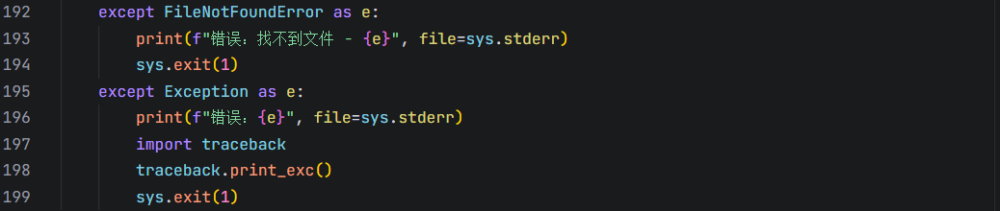 192 except FileNotFoundError as e:
193 print(f"错误：找不到文件 - {e}", file=sys.stderr)
194 sys.exit(1)
195 except Exception as e:
196 print(f"错误：{e}", file=sys.stderr)
197 import traceback
198 traceback.print_exc()
199 sys.exit(1)